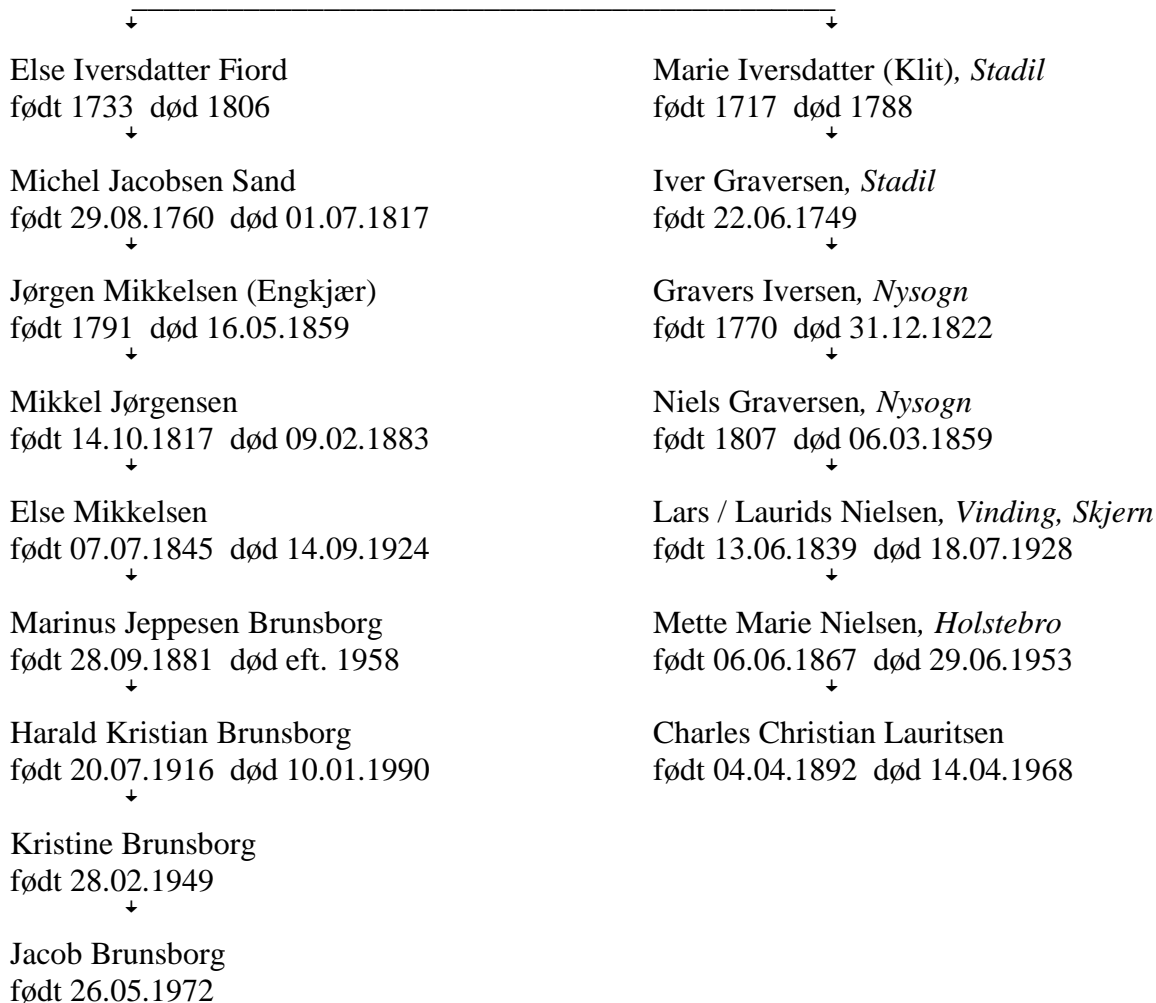 Else Iversdatter Fiord
født 1733  død 1806
Michel Jacobsen Sand
født 29.08.1760  død 01.07.1817
Jørgen Mikkelsen (Engkjær)
født 1791  død 16.05.1859
Mikkel Jørgensen
født 14.10.1817  død 09.02.1883
Else Mikkelsen
født 07.07.1845  død 14.09.1924
Marinus Jeppesen Brunsborg
født 28.09.1881  død eft. 1958
Harald Kristian Brunsborg
født 20.07.1916  død 10.01.1990
Kristine Brunsborg
født 28.02.1949
Jacob Brunsborg
født 26.05.1972
Marie Iversdatter (Klit), Stadil
født 1717  død 1788
Iver Graversen, Stadil
født 22.06.1749
Gravers Iversen, Nysogn
født 1770  død 31.12.1822
Niels Graversen, Nysogn
født 1807  død 06.03.1859
Lars / Laurids Nielsen, Vinding, Skjern
født 13.06.1839  død 18.07.1928
Mette Marie Nielsen, Holstebro
født 06.06.1867  død 29.06.1953
Charles Christian Lauritsen
født 04.04.1892  død 14.04.1968